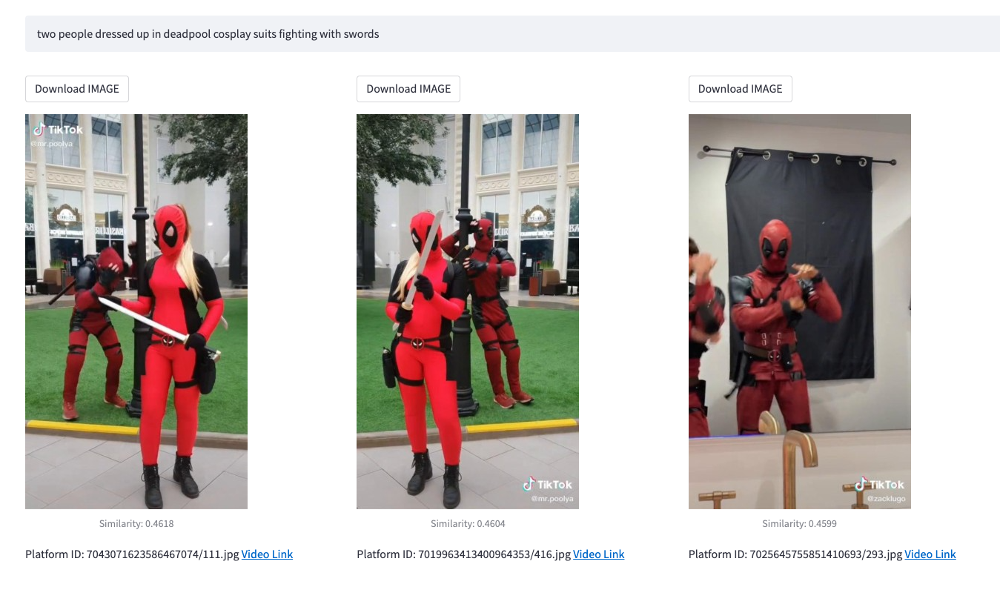 two people dressed up in deadpool cosplay suits fighting with swords
Download IMAGE
Download IMAGE
Download IMAGE
TikTok
@mr.poolya
TikTok
@mr.poolya
TikTok
@zacklugo
Similarity: 0.4618
Similarity: 0.4604
Similarity: 0.4599
Platform ID: 7043071623586467074/111.jpg Video Link
Platform ID: 7019963413400964353/416.jpg Video Link
Platform ID: 7025645755851410693/293.jpg Video Link